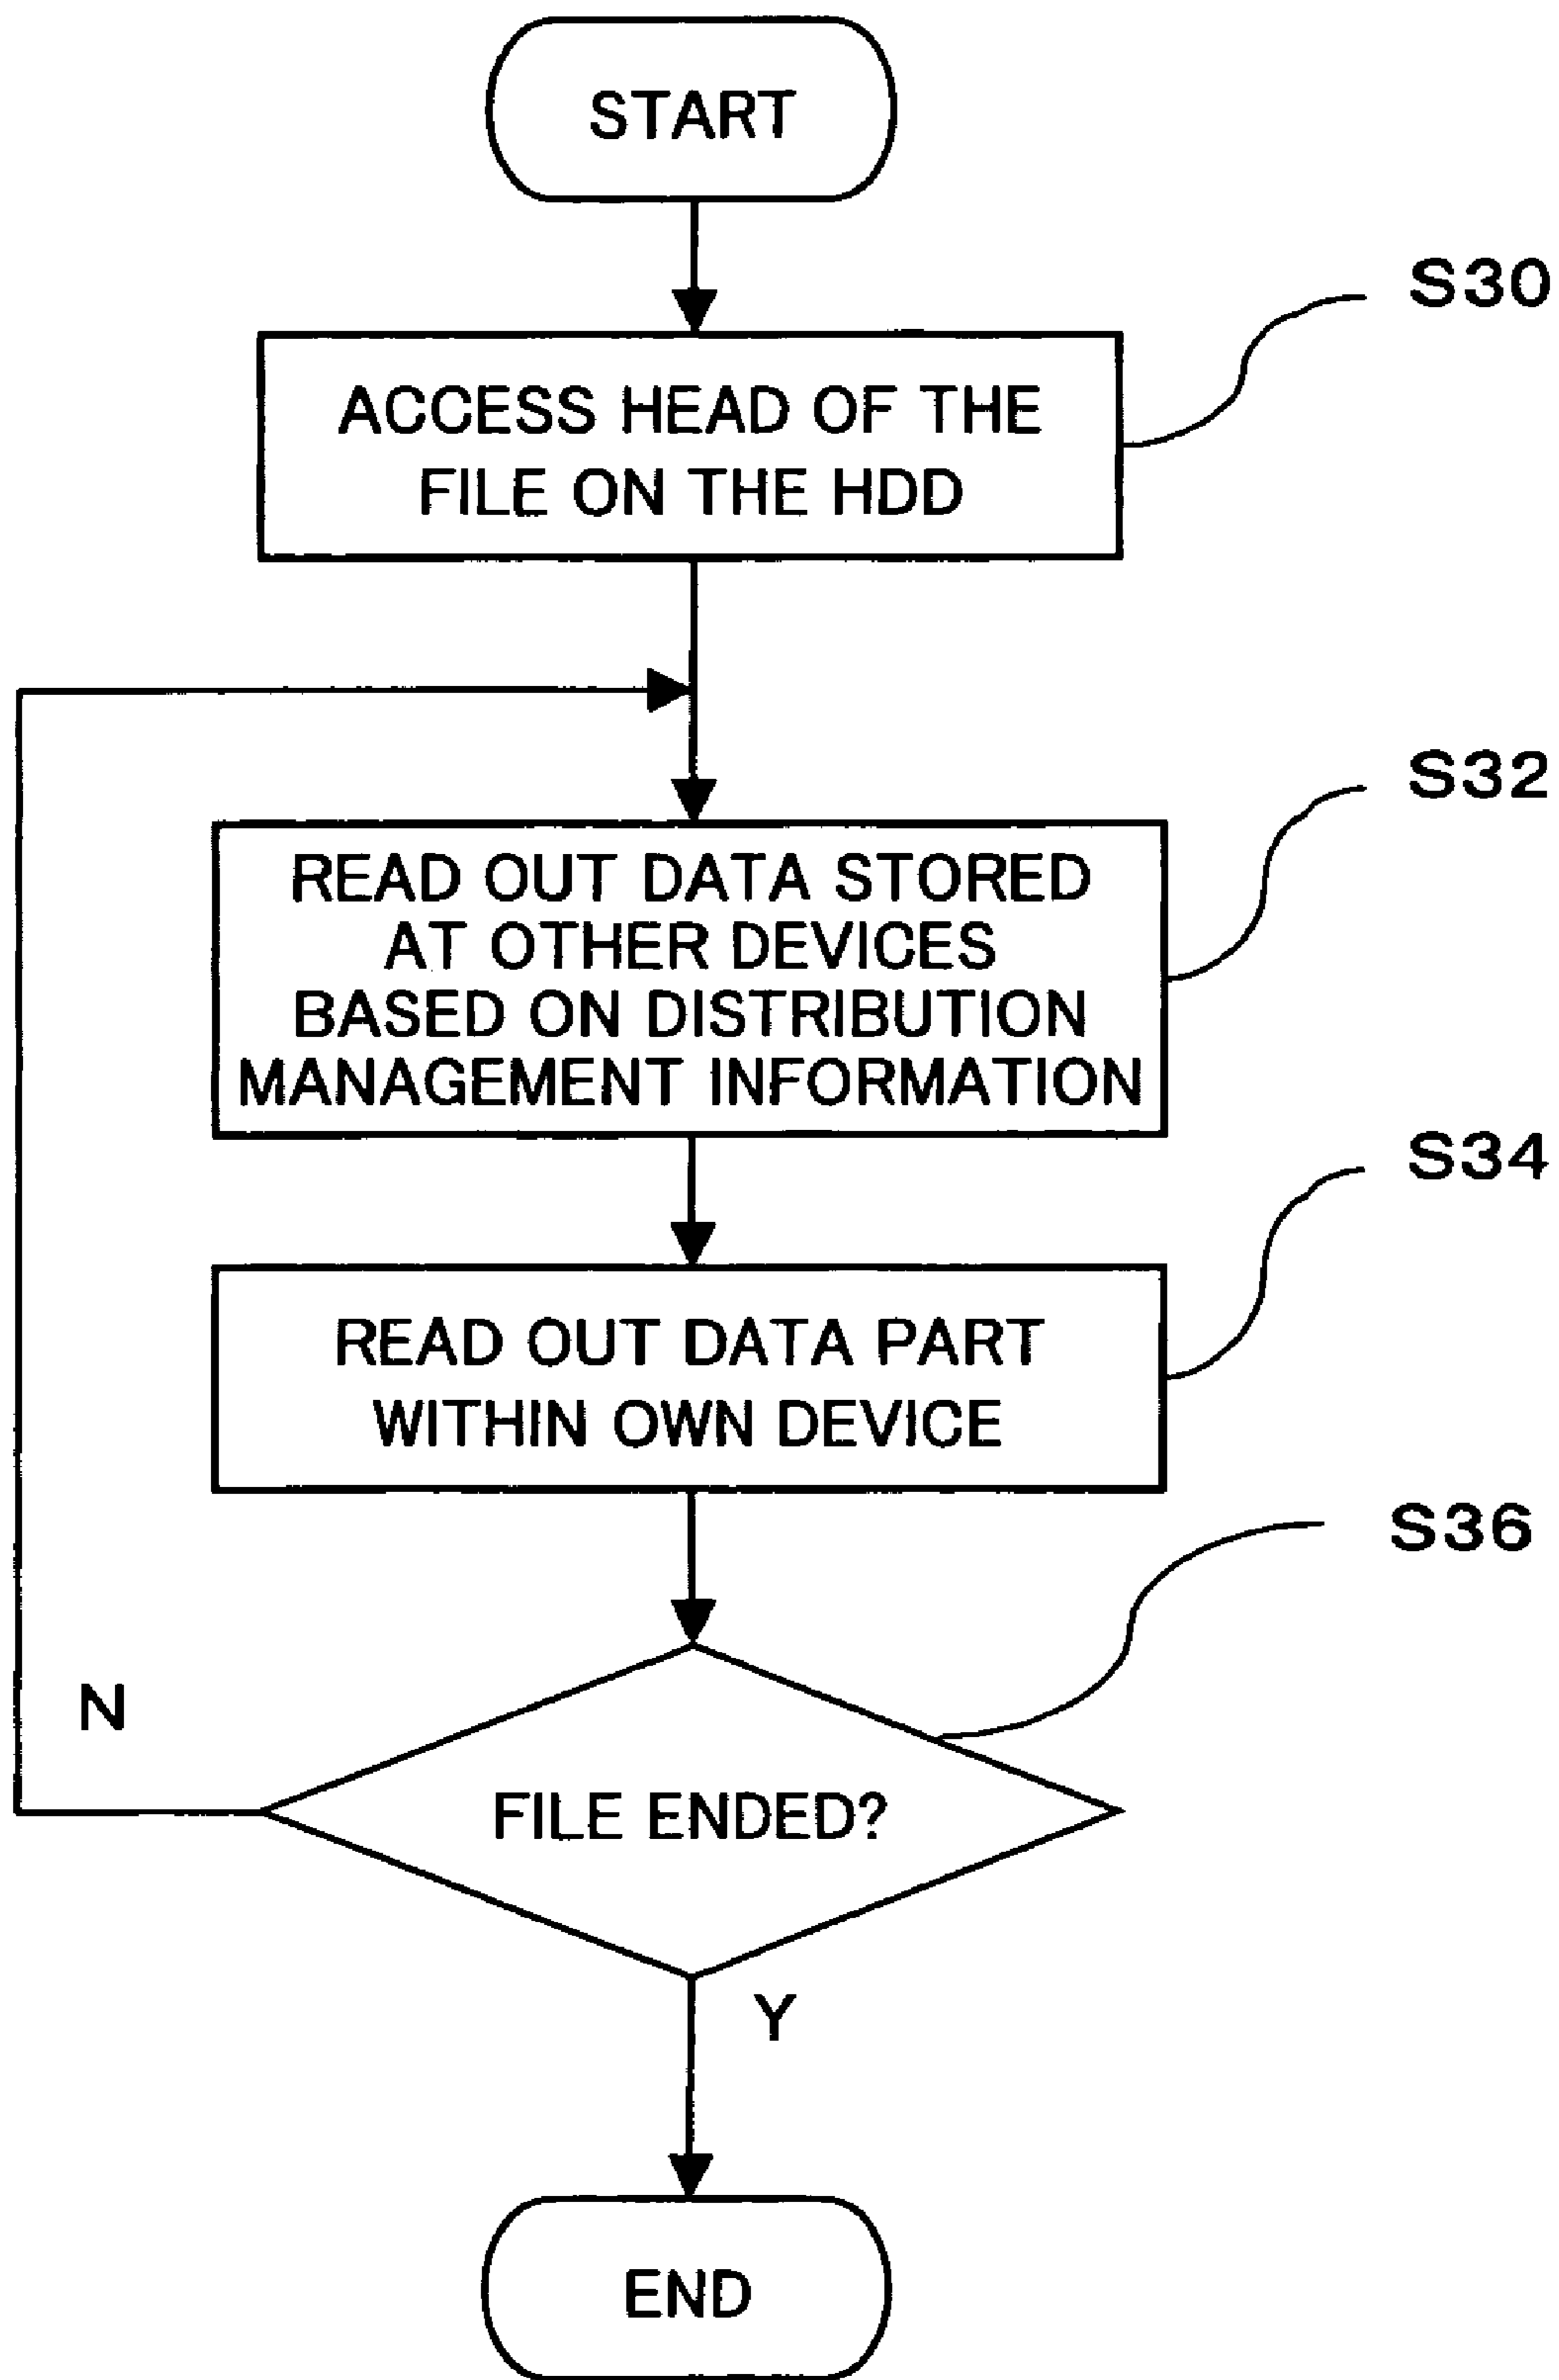 START
S30
ACCESS HEAD OF THE
FILE ON THE HDD
S32
READ OUT DATA STORED
AT OTHER DEVICES
BASED ON DISTRIBUTION
MANAGEMENT INFORMATION
S34
READ OUT DATA PART
WITHIN OWN DEVICE
S36
N
FILE ENDED?
Y
END